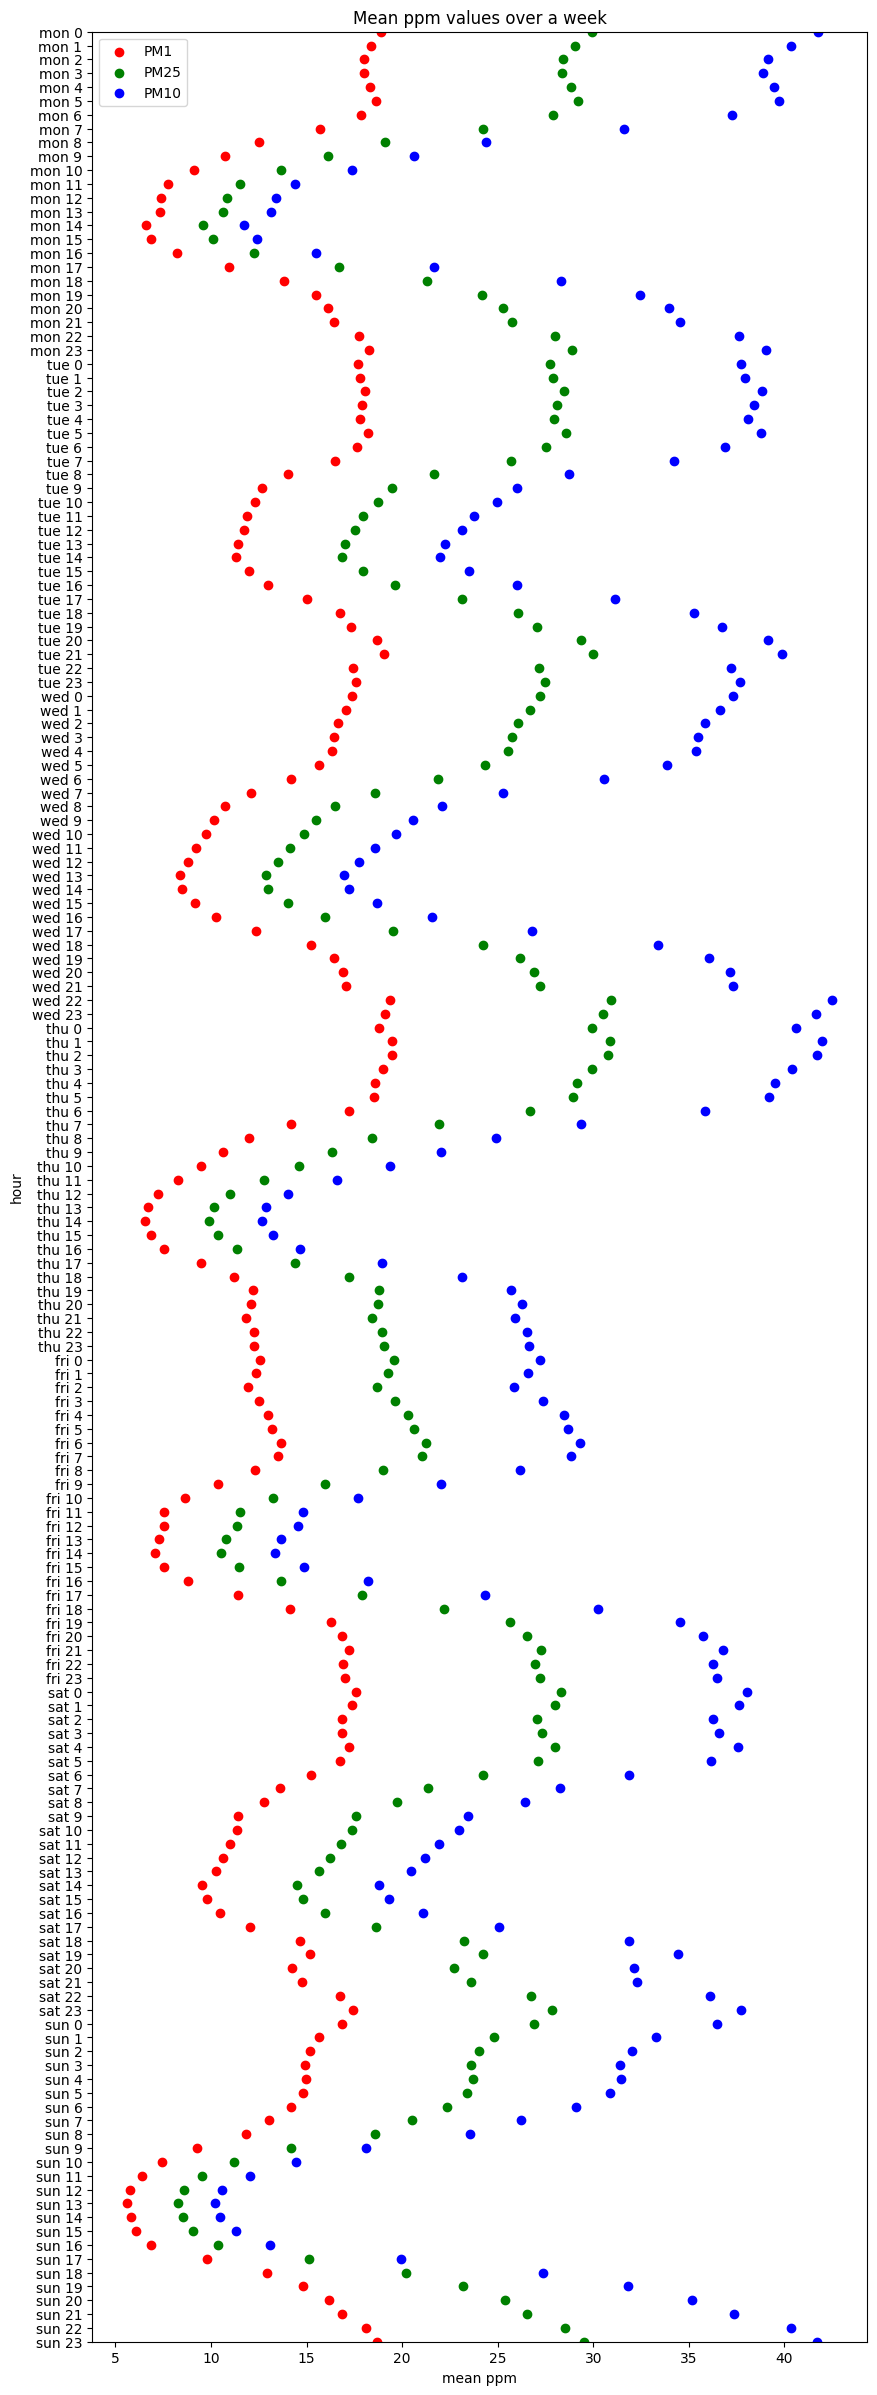 Mean ppm values over a week
PM1
PM25
PM10
mon 0
mon 1
mon 2
mon 3
mon 4
mon 5
mon 6
mon 7
mon 8
mon 9
mon 10
mon 11
mon 12
mon 13
mon 14
mon 15
mon 16
mon 17
mon 18
mon 19
mon 20
mon 21
mon 22
mon 23
tue 0
tue 1
tue 2
tue 3
tue 4
tue 5
tue 6
tue 7
tue 8
tue 9
tue 10
tue 11
tue 12
tue 13
tue 14
tue 15
tue 16
tue 17
tue 18
tue 19
tue 20
tue 21
tue 22
tue 23
wed 0
wed 1
wed 2
wed 3
wed 4
wed 5
wed 6
wed 7
wed 8
wed 9
wed 10
wed 11
wed 12
wed 13
wed 14
wed 15
wed 16
wed 17
wed 18
wed 19
wed 20
wed 21
wed 22
wed 23
thu 0
thu 1
thu 2
thu 3
thu 4
thu 5
thu 6
thu 7
thu 8
thu 9
thu 10
thu 11
thu 12
thu 13
thu 14
thu 15
thu 16
thu 17
thu 18
thu 19
thu 20
thu 21
thu 22
thu 23
fri 0
fri 1
fri 2
fri 3
fri 4
fri 5
fri 6
fri 7
fri 8
fri 9
fri 10
fri 11
fri 12
fri 13
fri 14
fri 15
fri 16
fri 17
fri 18
fri 19
fri 20
fri 21
fri 22
fri 23
sat 0
sat 1
sat 2
sat 3
sat 4
sat 5
sat 6
sat 7
sat 8
sat 9
sat 10
sat 11
sat 12
sat 13
sat 14
sat 15
sat 16
sat 17
sat 18
sat 19
sat 20
sat 21
sat 22
sat 23
sun 0
sun 1
sun 2
sun 3
sun 4
sun 5
sun 6
sun 7
sun 8
sun 9
sun 10
sun 11
sun 12
sun 13
sun 14
sun 15
sun 16
sun 17
sun 18
sun 19
sun 20
sun 21
sun 22
sun 23
hour
5 10 15 20 25 30 35 40
mean ppm